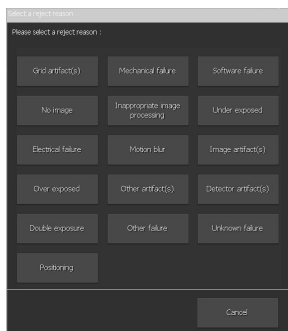 Select a reject reason
Please select a reject reason :
Grid artifact(s)
Mechanical failure
Software failure
No image
Inappropriate image
processing
Under exposed
Electrical failure
Motion blur
Image artifact(s)
Over exposed
Other artifact(s)
Detector artifact(s)
Double exposure
Other failure
Unknown failure
Positioning
Cancel